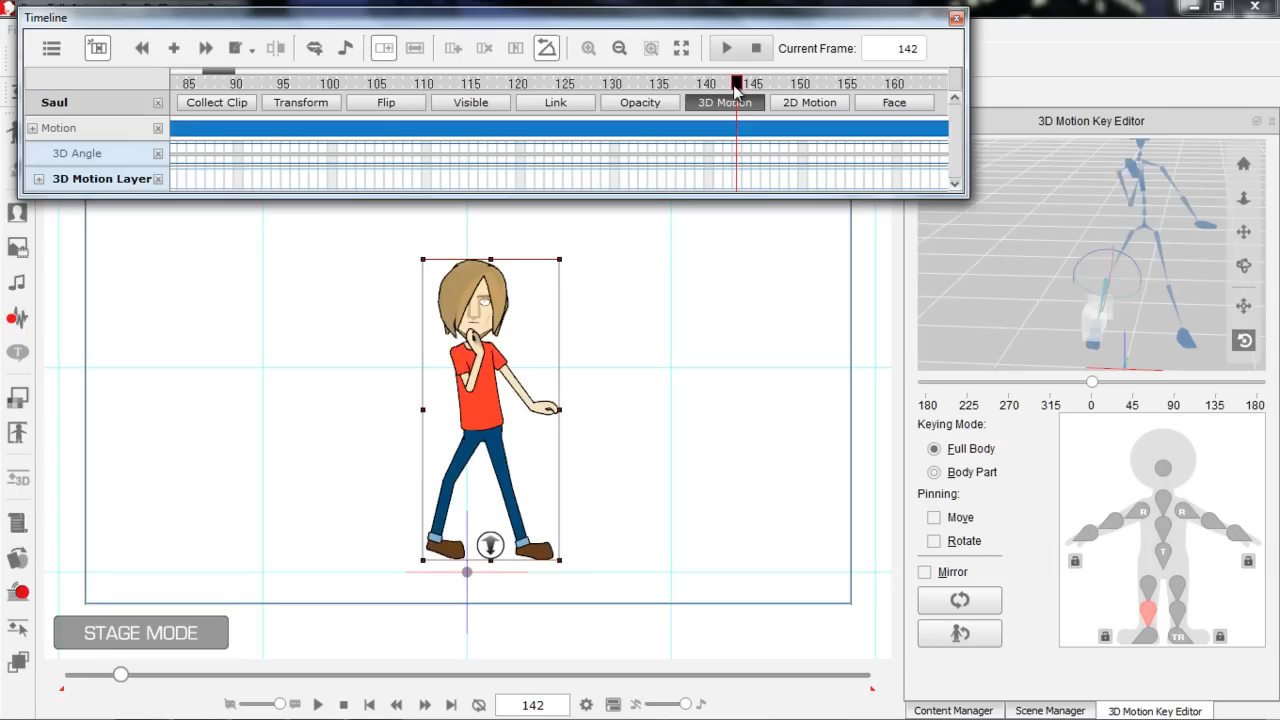 Timeline
Current Frame: 142
85 90 95 100 105 110 115 120 125 130 135 140 145 150 155 160
Saul Collect Clip Transform Flip Visible Link Opacity 3D Motion 2D Motion Face
Motion
3D Angle
3D Motion Layer
3D Motion Key Editor
180 225 270 315 0 45 90 135 180
Keying Mode:
Full Body
Body Part
Pinning:
Move
Rotate
Mirror
R R
T
TR
STAGE MODE
142
Content Manager Scene Manager 3D Motion Key Editor